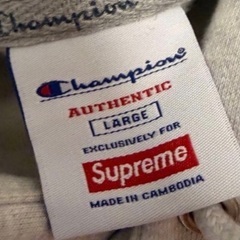 Champion
Champion
AUTHENTIC
LARGE
EXCLUSIVELY FOR
Supreme
MADE IN CAMBODIA